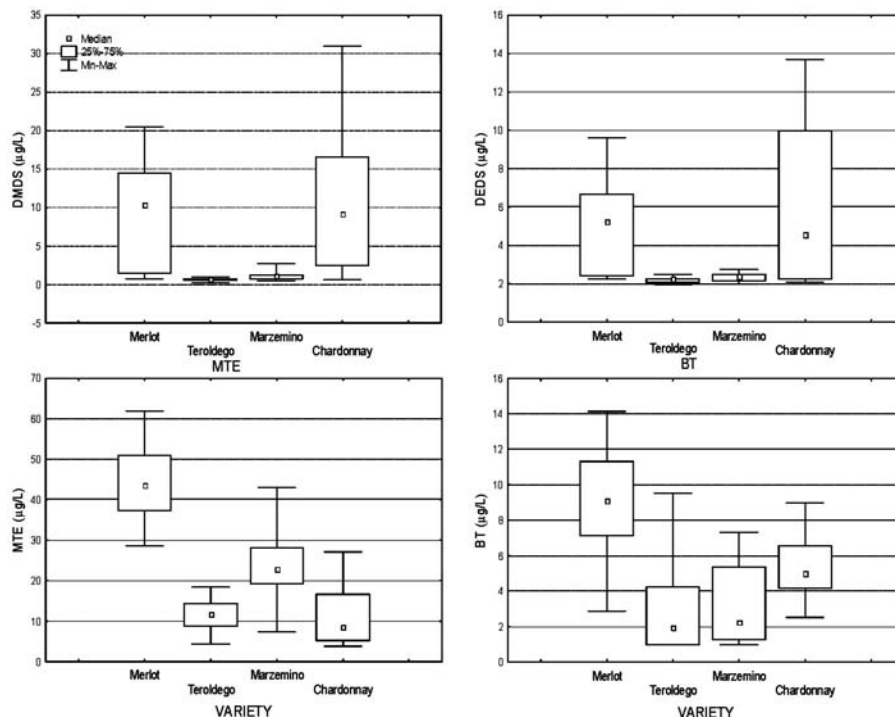 35
30
25
20
15
10
5
0
-5
DMDS (µg/L)
Median
25%-75%
Min-Max
Merlot
Teroldego
Marzemino
Chardonnay
MTE
16
14
12
10
8
6
4
2
0
DEDS (µg/L)
Merlot
Teroldego
Marzemino
Chardonnay
BT
70
60
50
40
30
20
10
0
MTE (µg/L)
Merlot
Teroldego
Marzemino
Chardonnay
VARIETY
16
14
12
10
8
6
4
2
0
BT (µg/L)
Merlot
Teroldego
Marzemino
Chardonnay
VARIETY